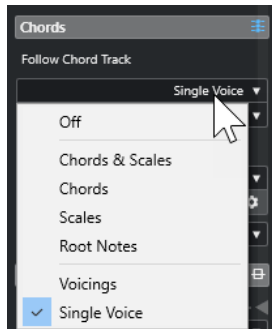 Chords
Follow Chord Track
Single Voice
Off
Chords & Scales
Chords
Scales
Root Notes
Voicings
Single Voice